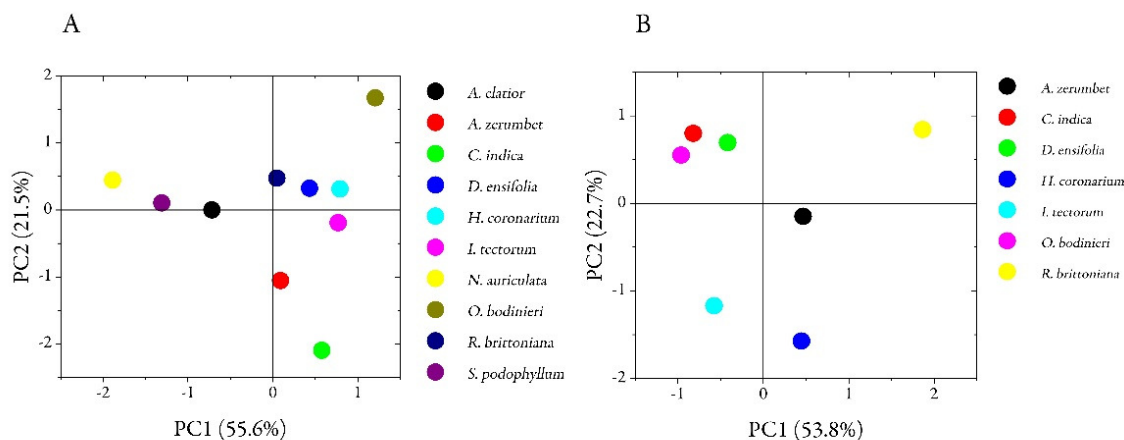 A
2
1
0
-1
-2
-2
-1
0
1
PC2 (21.5%)
PC1 (55.6%)
A. elatior
A. zerumbet
C. indica
D. ensifolia
H. coronarium
I. tectorum
N. auriculata
O. bodinieri
R. brittoniana
S. podophyllum
B
1
0
-1
-2
-1
0
1
2
PC2 (22.7%)
PC1 (53.8%)
A. zerumbet
C. indica
D. ensifolia
H. coronarium
I. tectorum
O. bodinieri
R. brittoniana